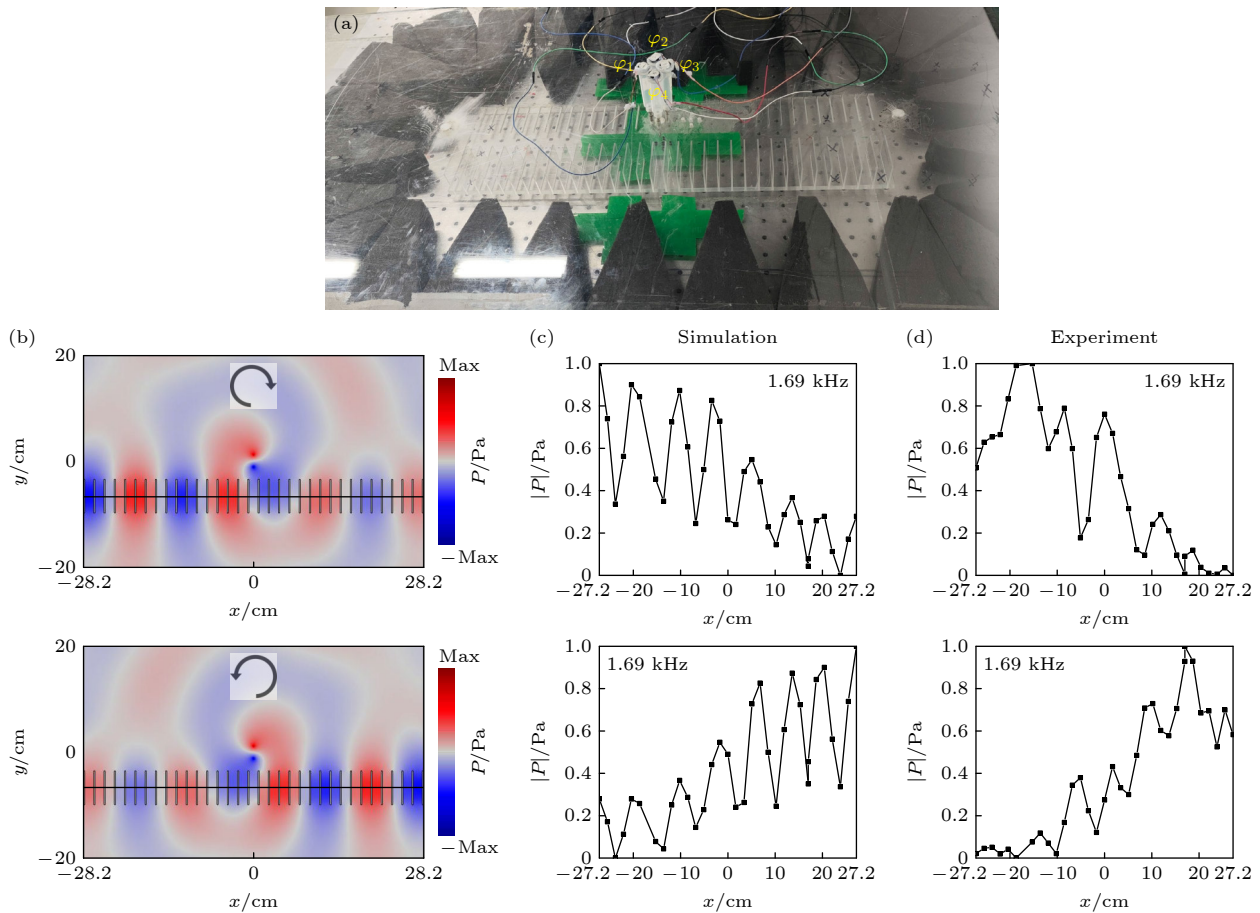 (a)
φ2
φ1
φ3
(b)
(c)
Simulation
(d)
Experiment
20
0
−20
y/cm
−28.2
0
28.2
x/cm
Max
P/Pa
−Max
1.0
0.8
0.6
0.4
0.2
0
|P|/Pa
1.69 kHz
−27.2
−20
−10
0
10
20
27.2
x/cm
1.0
0.8
0.6
0.4
0.2
0
|P|/Pa
1.69 kHz
−27.2
−20
−10
0
10
20
27.2
x/cm
20
0
−20
y/cm
−28.2
0
28.2
x/cm
Max
P/Pa
−Max
1.0
0.8
0.6
0.4
0.2
0
|P|/Pa
1.69 kHz
−27.2
−20
−10
0
10
20
27.2
x/cm
1.0
0.8
0.6
0.4
0.2
0
|P|/Pa
1.69 kHz
−27.2
−20
−10
0
10
20
27.2
x/cm